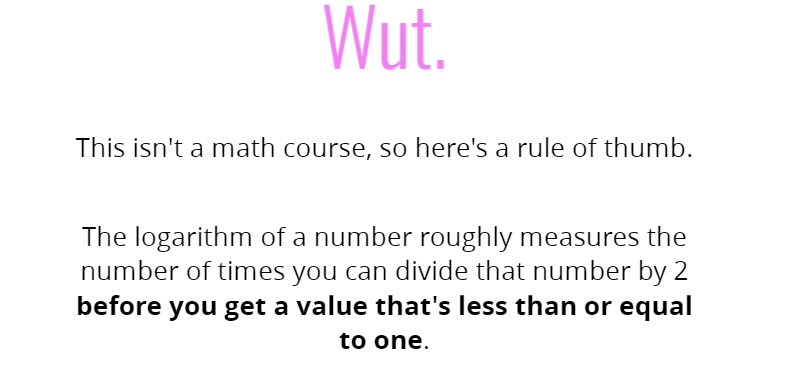 Wut.
This isn't a math course, so here's a rule of thumb.
The logarithm of a number roughly measures the
number of times you can divide that number by 2
before you get a value that's less than or equal
to one.